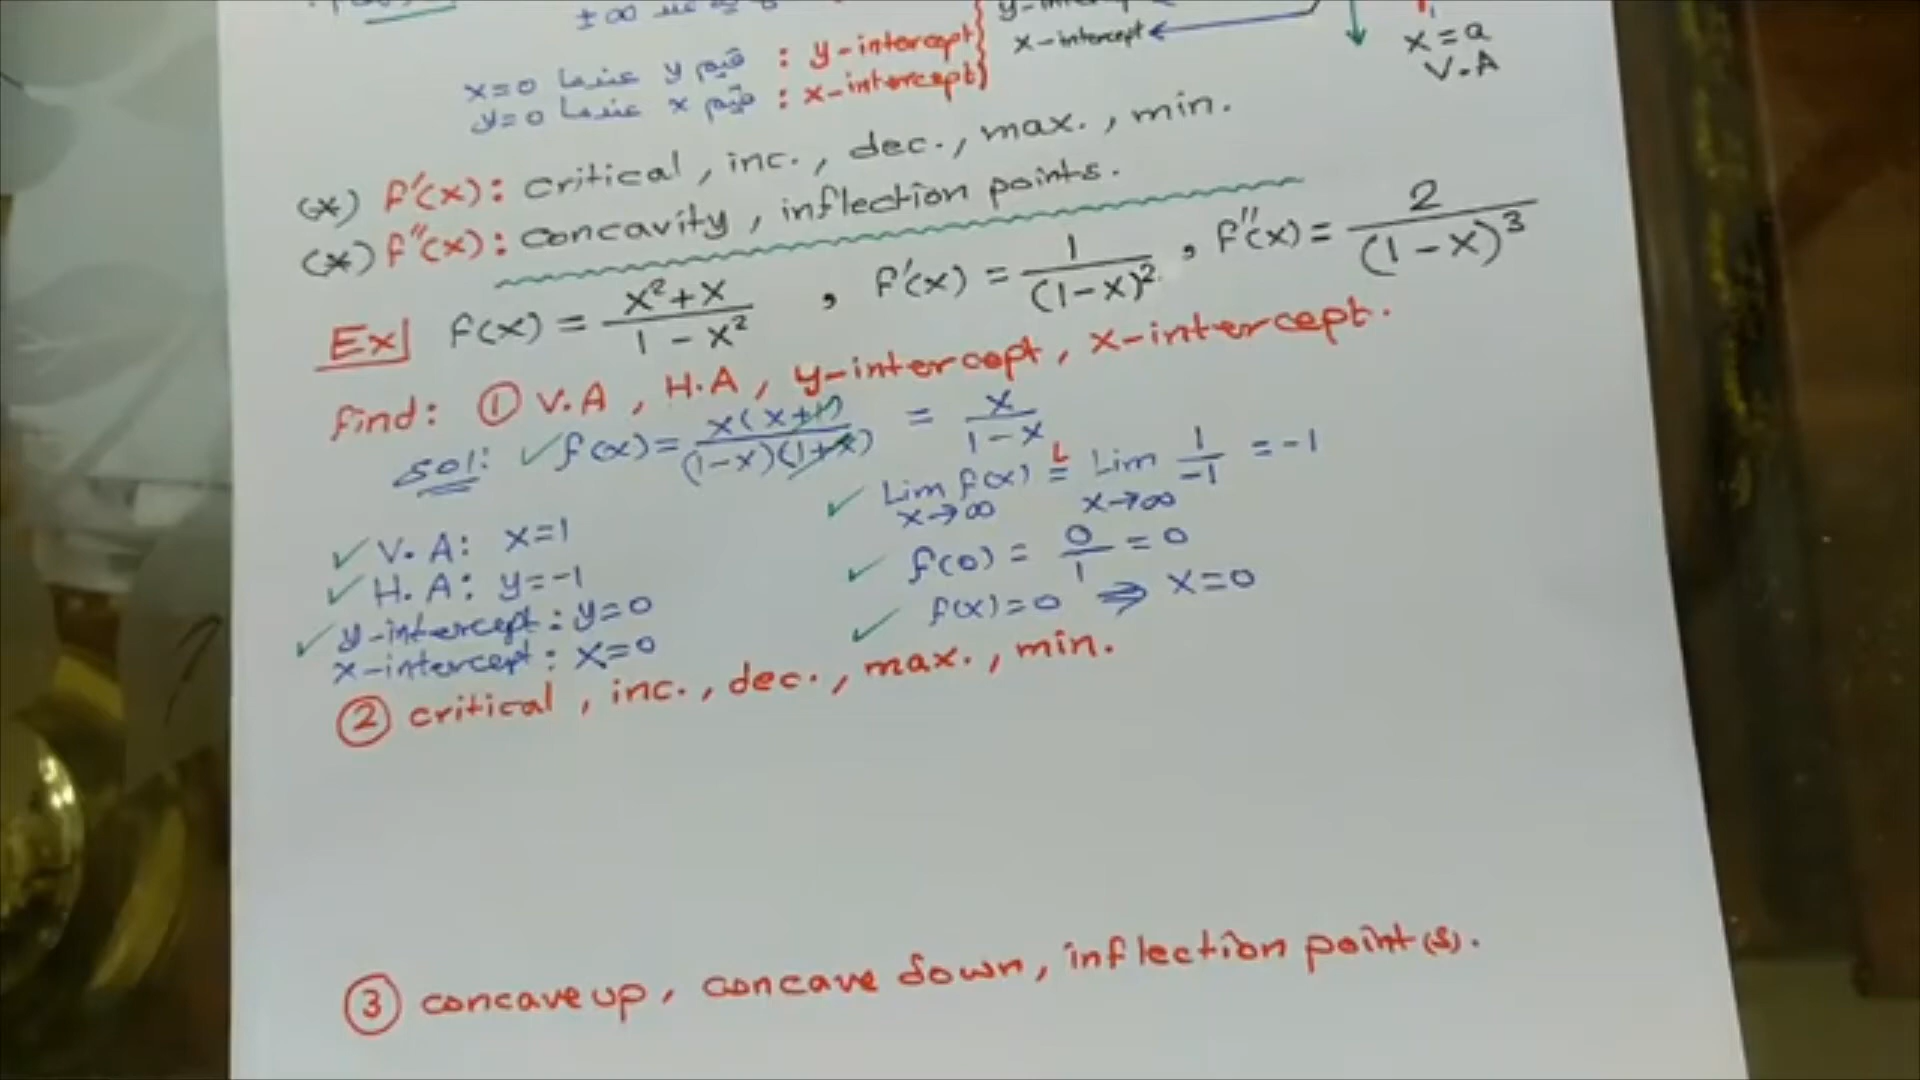 ± ∞
x=0 عندما y قيم : y-intercept}
y=0 عندما x قيم : x-intercept}
x-intercept
x=a
V.A
(*) f'(x): critical, inc., dec., max., min.
(*) f''(x): concavity, inflection points.
Ex| f(x) = (x²+x)/(1-x²) , f'(x) = 1/(1-x)² , f''(x) = 2/(1-x)³
find: ① V.A, H.A, y-intercept, x-intercept.
sol: ✓ f(x) = x(x+1)/((1-x)(1+x)) = x/(1-x)
✓ Lim x→∞ f(x) =ᴸ Lim x→∞ 1/-1 = -1
✓ V.A: x=1
✓ f(0) = 0/1 = 0
✓ H.A: y=-1
✓ f(x)=0 ⇒ x=0
✓ y-intercept: y=0
x-intercept: x=0
② critical, inc., dec., max., min.
③ concave up, concave down, inflection point(s).